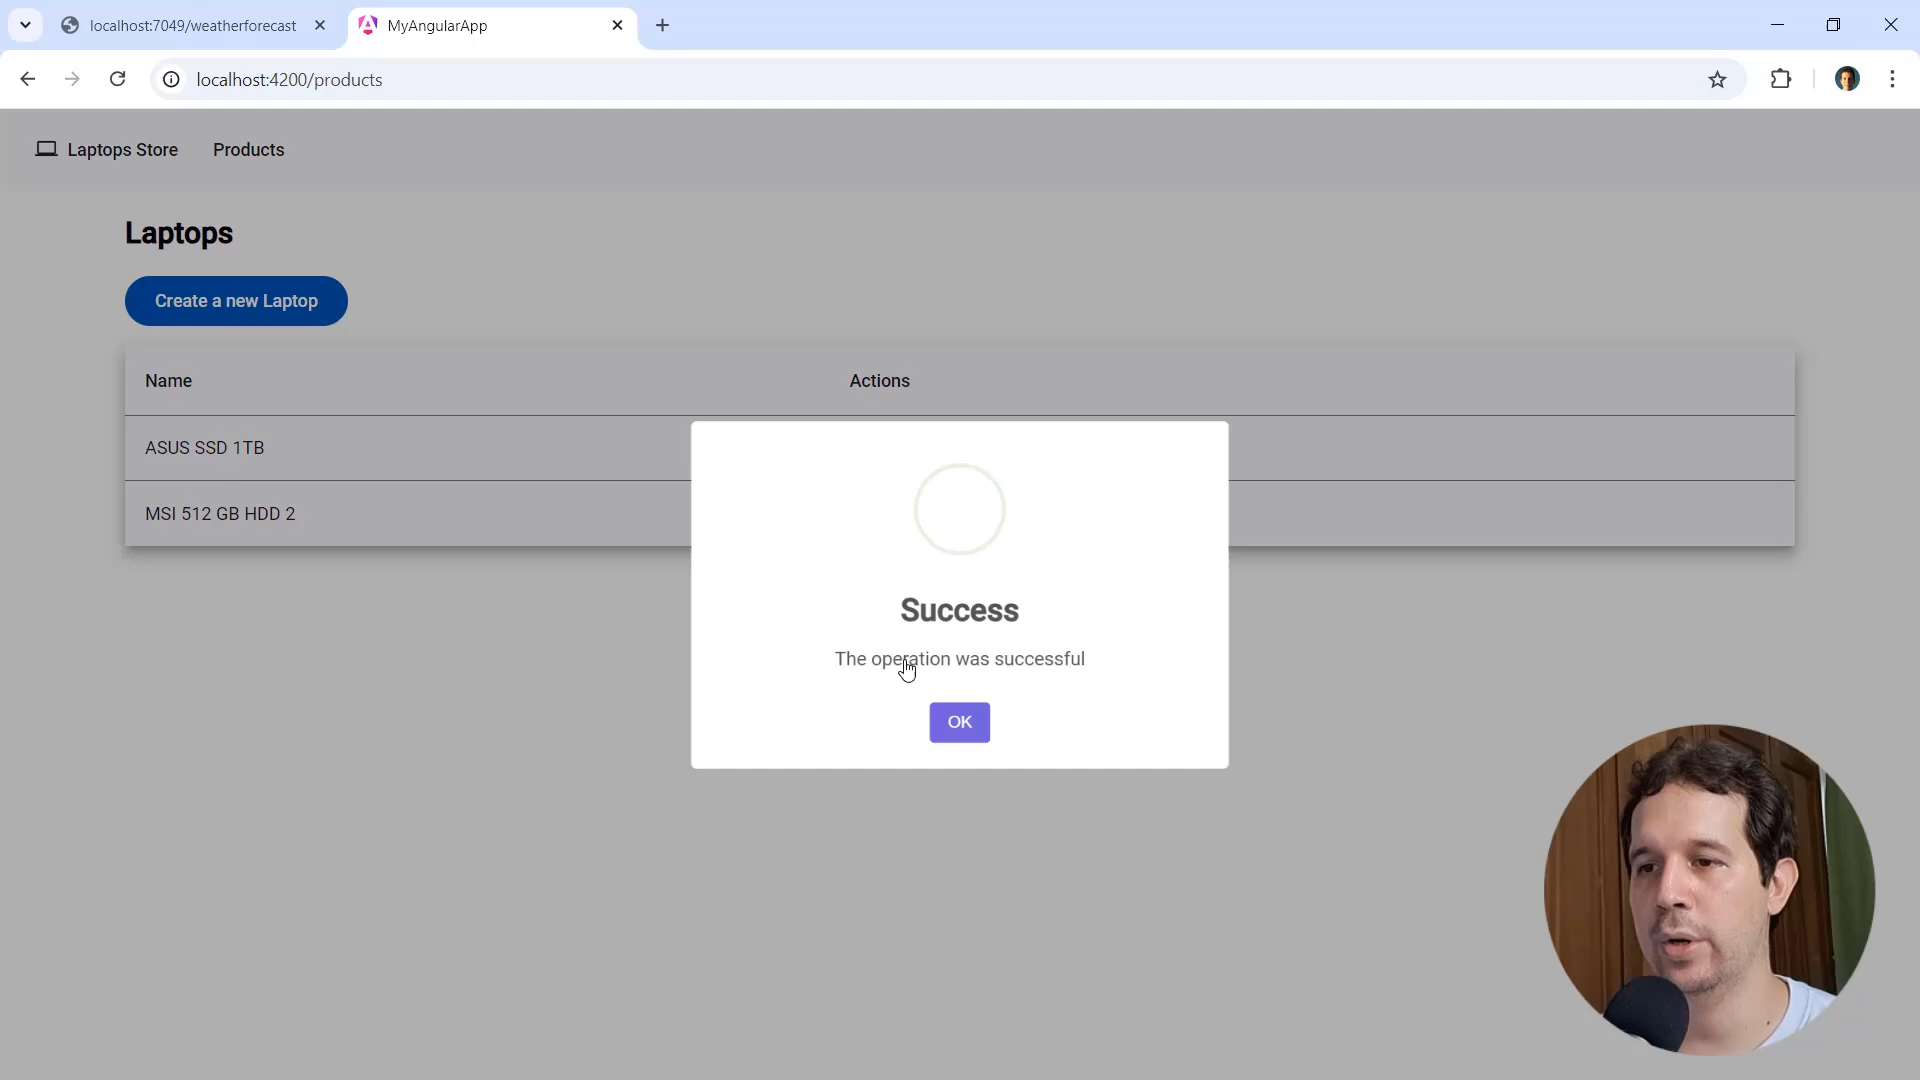 localhost:7049/weatherforecast
MyAngularApp
localhost:4200/products
Laptops Store
Products
Laptops
Create a new Laptop
Name
Actions
ASUS SSD 1TB
MSI 512 GB HDD 2
Success
The operation was successful
OK